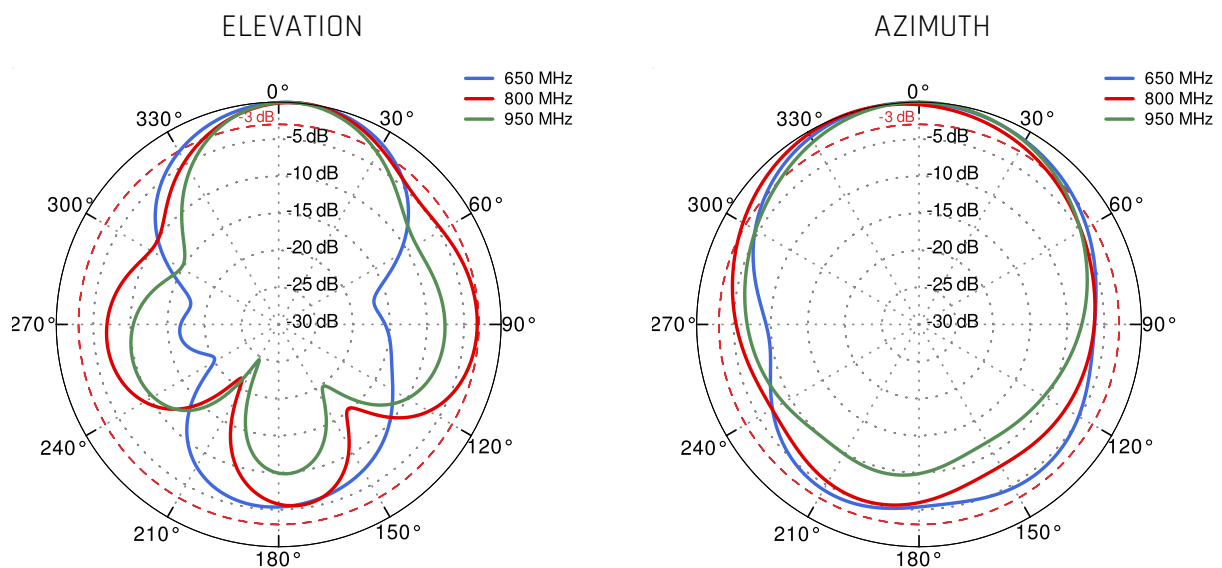 ELEVATION
AZIMUTH
650 MHz
800 MHz
950 MHz
0°
330°
-3 dB
30°
-5 dB
-10 dB
300°
60°
-15 dB
-20 dB
-25 dB
270°
-30 dB
90°
240°
120°
210°
150°
180°
650 MHz
800 MHz
950 MHz
0°
330°
-3 dB
30°
-5 dB
-10 dB
300°
60°
-15 dB
-20 dB
-25 dB
270°
-30 dB
90°
240°
120°
210°
150°
180°